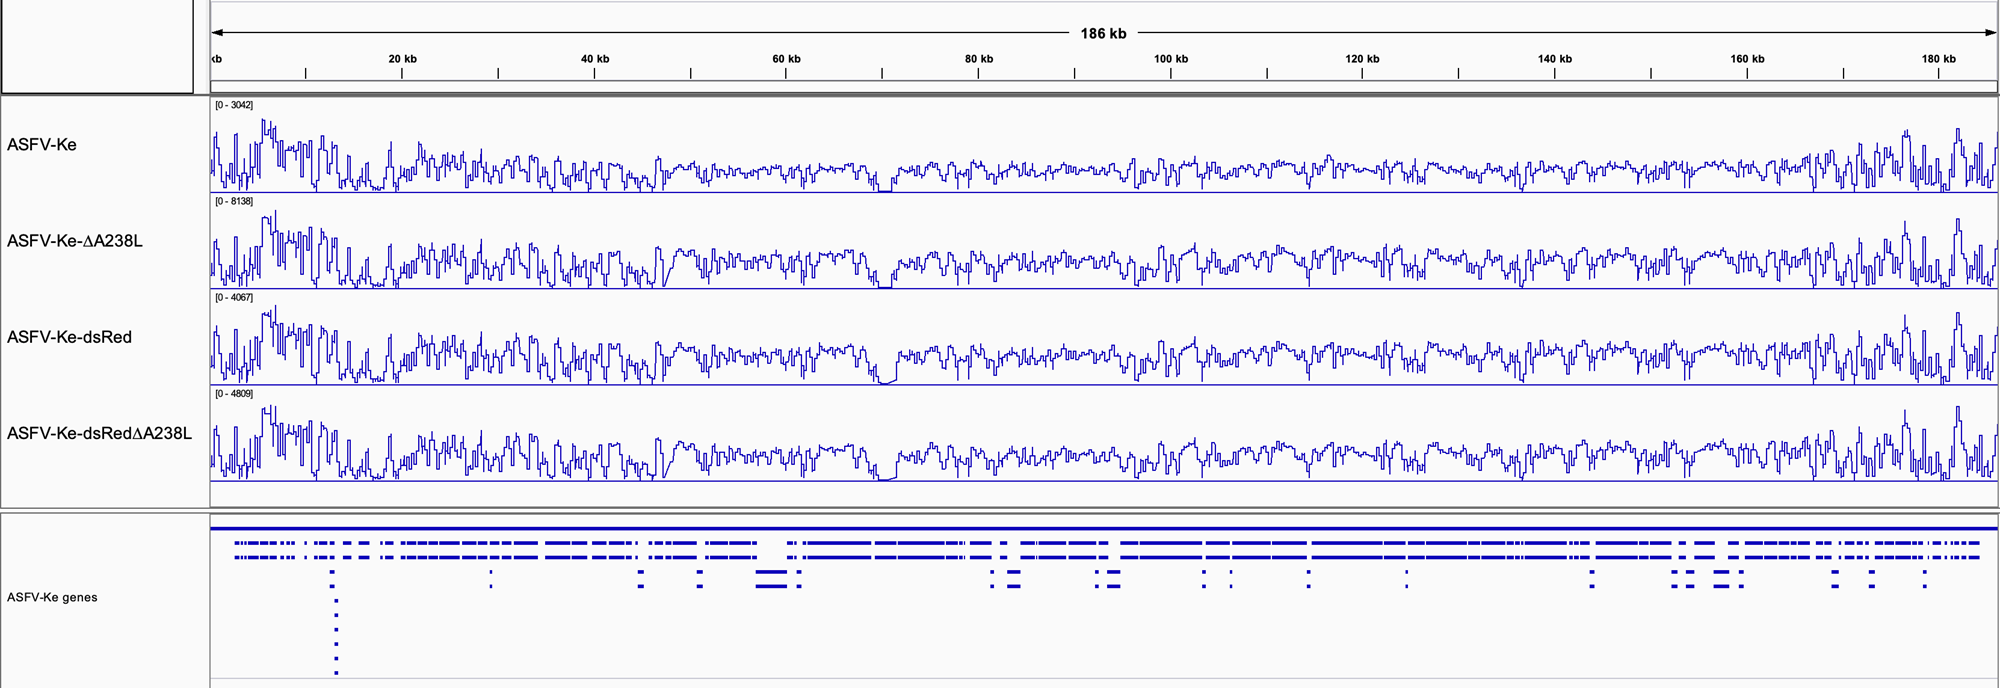 186 kb
kb
20 kb
40 kb
60 kb
80 kb
100 kb
120 kb
140 kb
160 kb
180 kb
[0 - 3042]
ASFV-Ke
[0 - 8138]
ASFV-Ke-ΔA238L
[0 - 4067]
ASFV-Ke-dsRed
[0 - 4809]
ASFV-Ke-dsRedΔA238L
ASFV-Ke genes